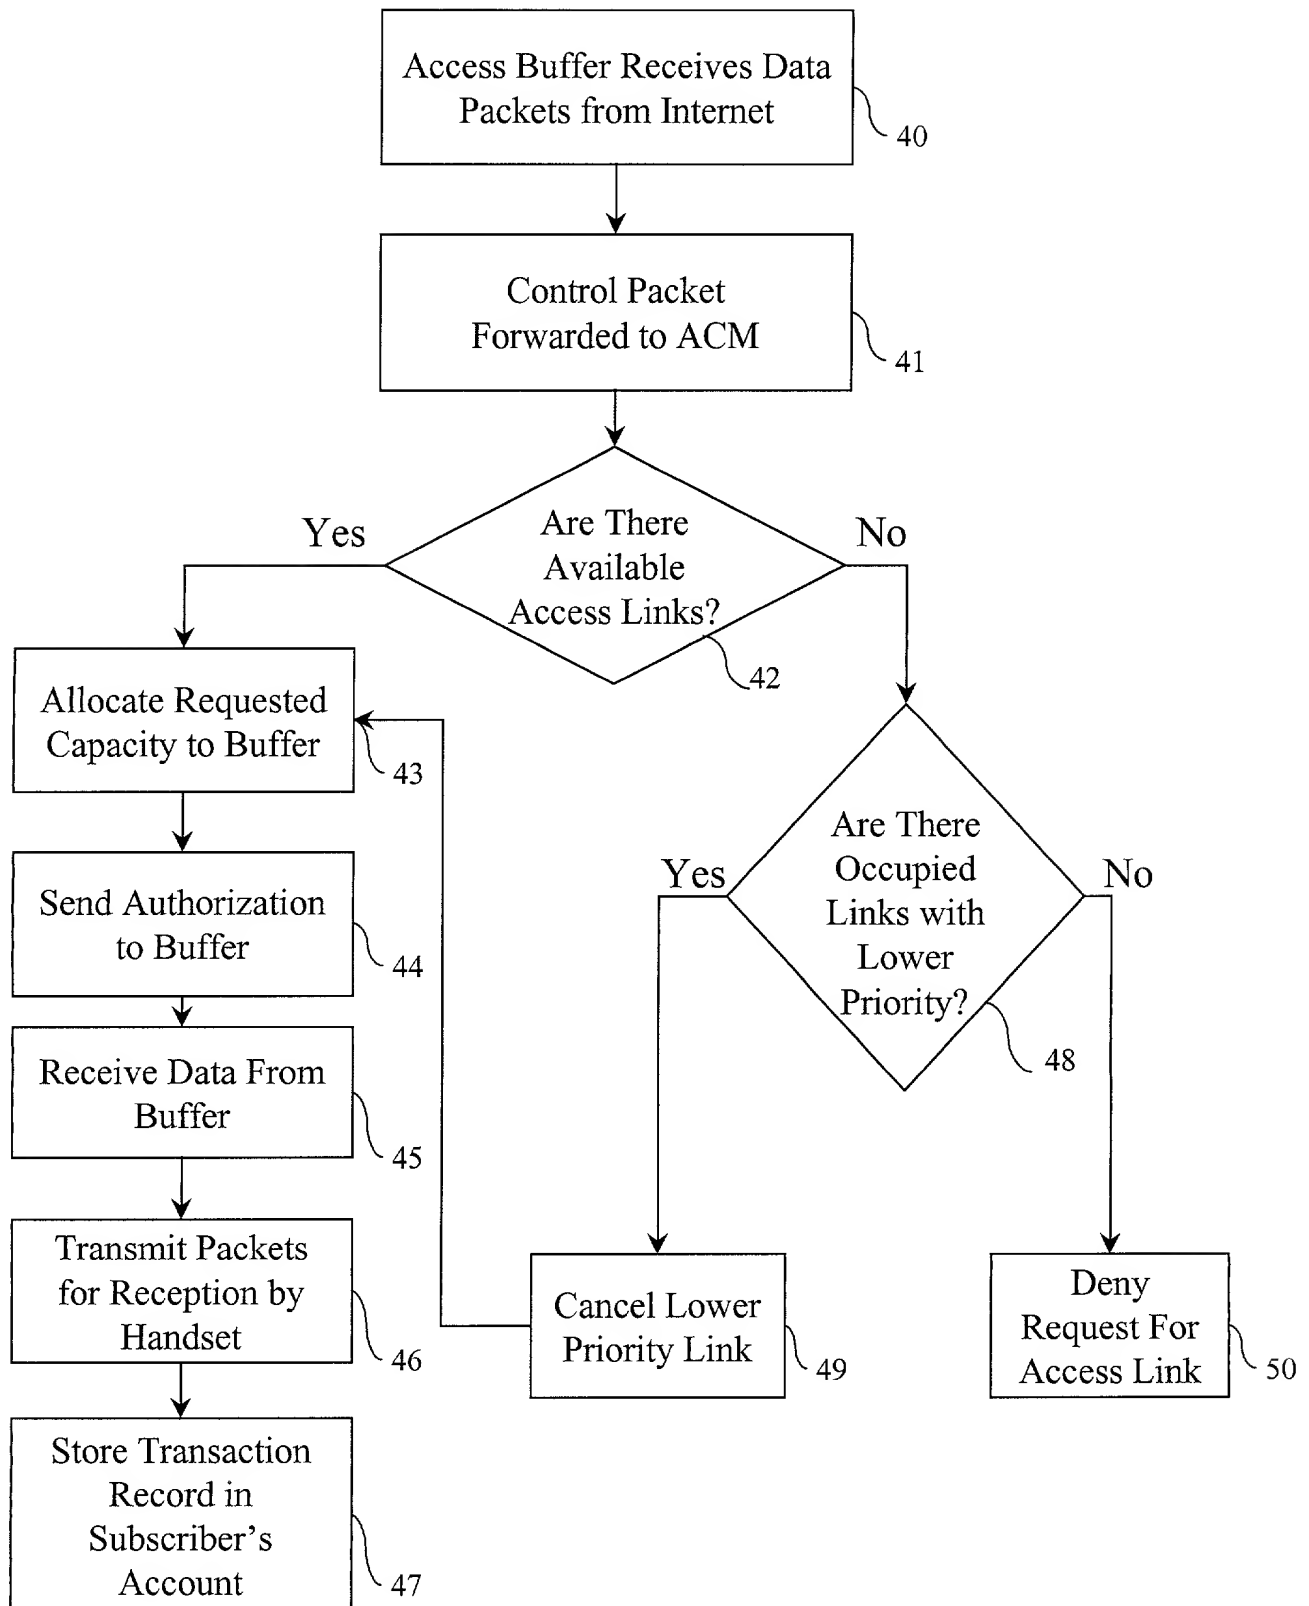 Access Buffer Receives Data
Packets from Internet
40
Control Packet
Forwarded to ACM
41
Yes
Are There
Available
Access Links?
No
42
Allocate Requested
Capacity to Buffer
43
Send Authorization
to Buffer
44
Receive Data From
Buffer
45
Transmit Packets
for Reception by
Handset
46
Store Transaction
Record in
Subscriber's
Account
47
Yes
Are There
Occupied
Links with
Lower
Priority?
No
48
Cancel Lower
Priority Link
49
Deny
Request For
Access Link
50